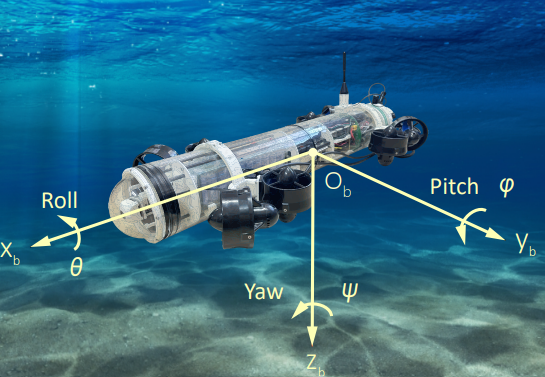 O_b
Pitch φ
Roll
X_b
θ
y_b
Yaw ψ
Z_b